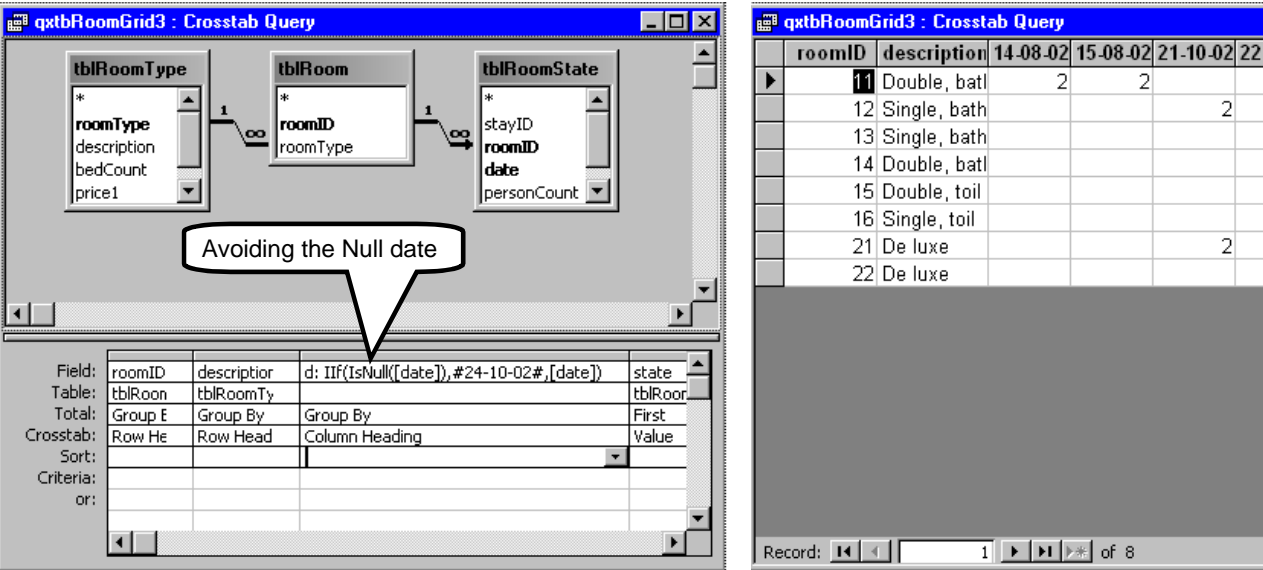 qxtbRoomGrid3 : Crosstab Query
tblRoomType
*
roomType
description
bedCount
price1
1
∞
tblRoom
*
roomID
roomType
1
∞
tblRoomState
*
stayID
roomID
date
personCount
Avoiding the Null date
Field: roomID descriptior d: IIf(IsNull([date]),#24-10-02#,[date]) state
Table: tblRoon tblRoomTy tblRoor
Total: Group E Group By Group By First
Crosstab: Row He Row Head Column Heading Value
Sort:
Criteria:
or:
qxtbRoomGrid3 : Crosstab Query
roomID description 14-08-02 15-08-02 21-10-02 22
11 Double, batl 2 2
12 Single, bath 2
13 Single, bath
14 Double, batl
15 Double, toil
16 Single, toil
21 De luxe 2
22 De luxe
Record: 1 of 8